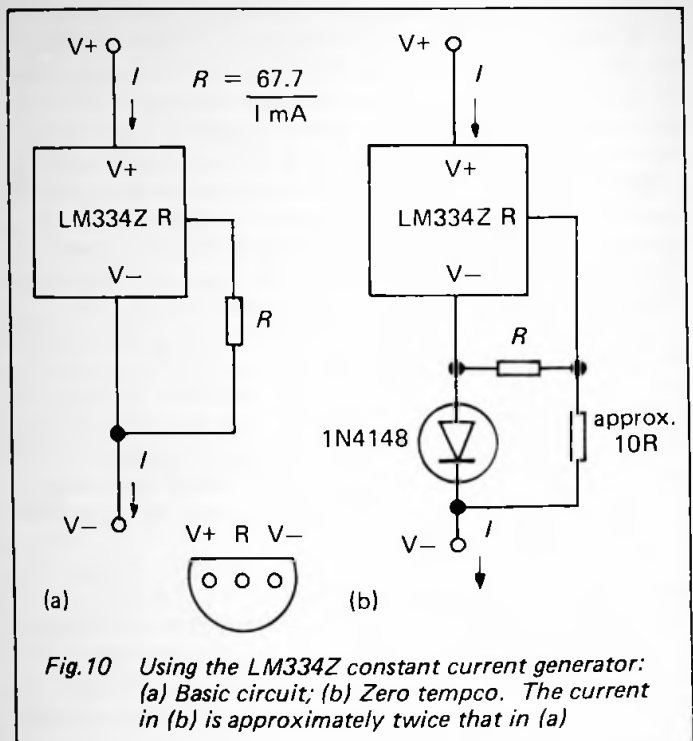 V+
I
R = 67.7
I mA
V+
LM334Z R
V−
R
I
V−
V+ R V−
(a)
V+
I
V+
LM334Z R
V−
R
1N4148
approx.
10R
V−
I
(b)
Fig.10 Using the LM334Z constant current generator:
(a) Basic circuit; (b) Zero tempco. The current
in (b) is approximately twice that in (a)